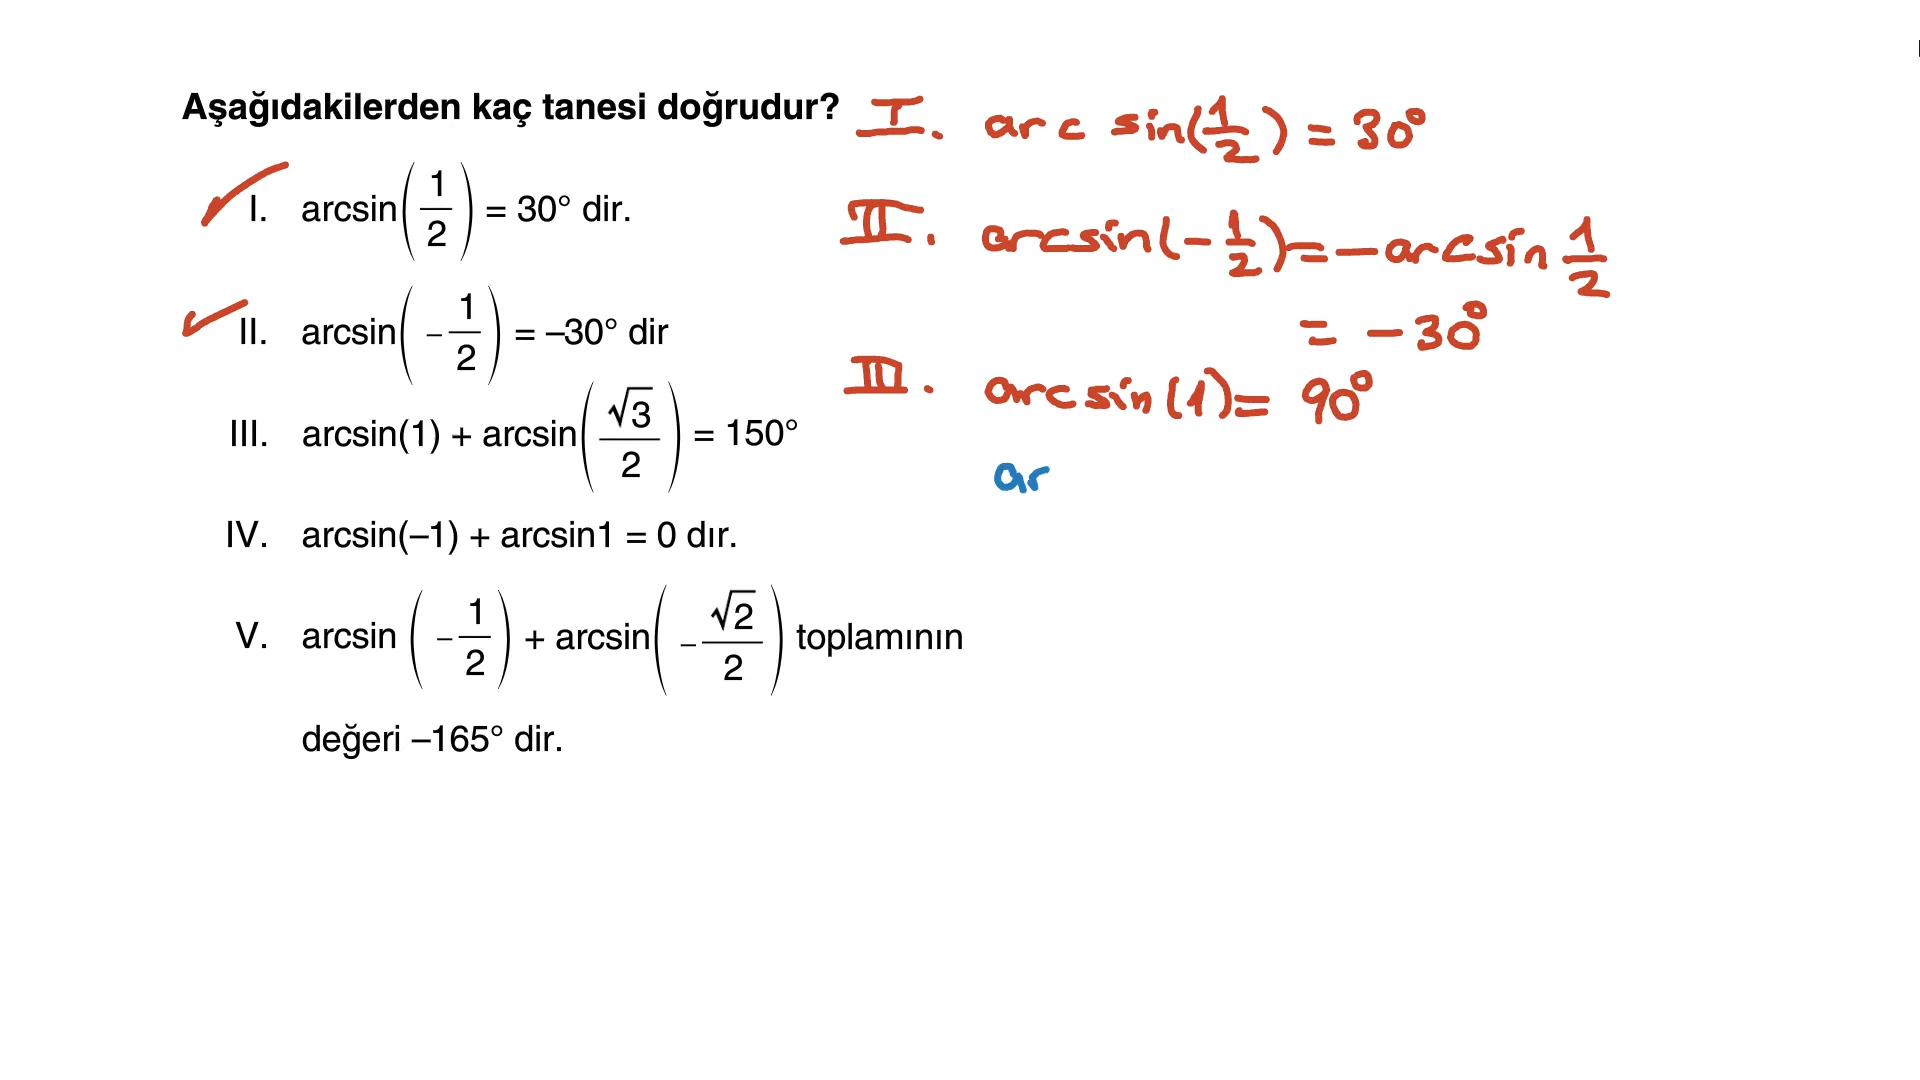 Aşağıdakilerden kaç tanesi doğrudur?
I. arcsin(1/2) = 30° dir.
II. arcsin(-1/2) = –30° dir
III. arcsin(1) + arcsin(√3/2) = 150°
IV. arcsin(–1) + arcsin1 = 0 dır.
V. arcsin(-1/2) + arcsin(-√2/2) toplamının
değeri –165° dir.
I. arc sin(1/2) = 30°
II. arcsin(-1/2) = -arcsin 1/2
= -30°
III. arcsin(1) = 90°
ar